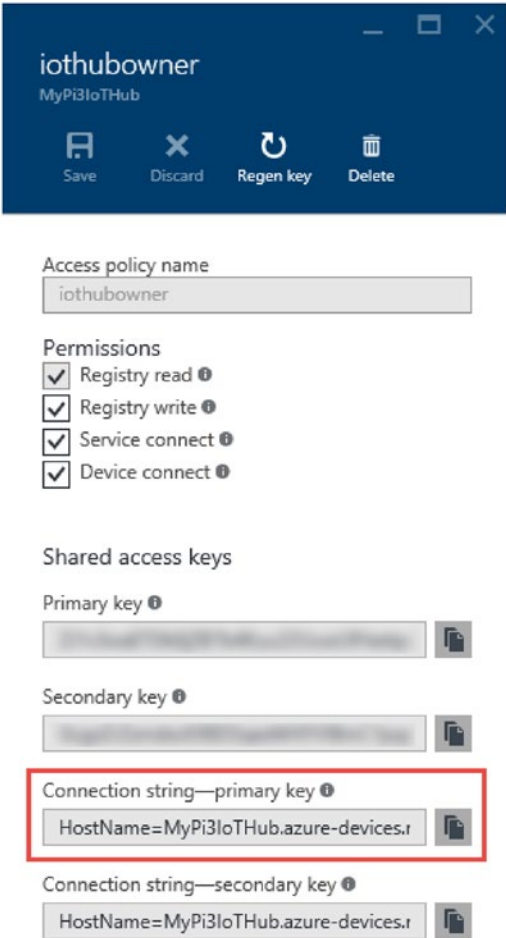 iothubowner
MyPi3IoTHub
Save Discard Regen key Delete
Access policy name
iothubowner
Permissions
Registry read
Registry write
Service connect
Device connect
Shared access keys
Primary key
Secondary key
Connection string—primary key
HostName=MyPi3IoTHub.azure-devices.r
Connection string—secondary key
HostName=MyPi3IoTHub.azure-devices.r